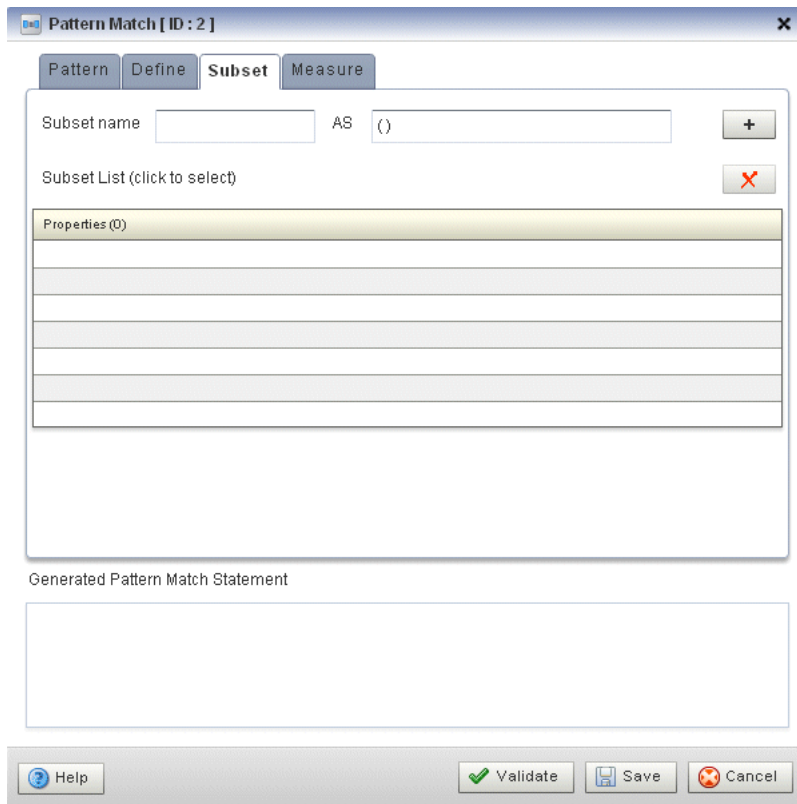 Pattern Match [ ID : 2 ]
Pattern Define Subset Measure
Subset name AS () +
Subset List (click to select)
Properties (0)
Generated Pattern Match Statement
Help Validate Save Cancel